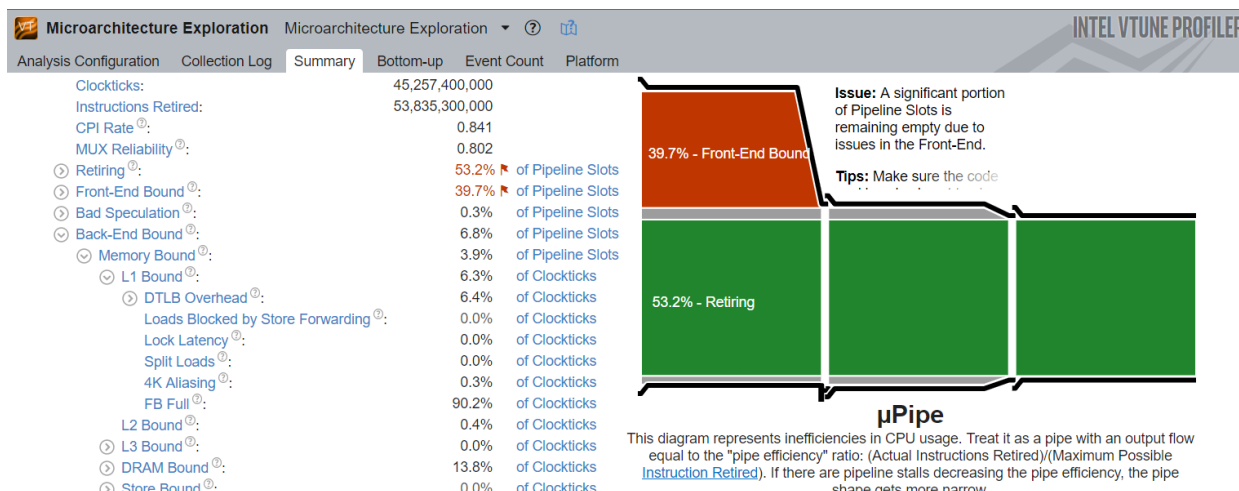 VT Microarchitecture Exploration Microarchitecture Exploration ? INTEL VTUNE PROFILER
Analysis Configuration Collection Log Summary Bottom-up Event Count Platform
Clockticks: 45,257,400,000
Instructions Retired: 53,835,300,000
CPI Rate ?: 0.841
MUX Reliability ?: 0.802
Retiring ?: 53.2% of Pipeline Slots
Front-End Bound ?: 39.7% of Pipeline Slots
Bad Speculation ?: 0.3% of Pipeline Slots
Back-End Bound ?: 6.8% of Pipeline Slots
Memory Bound ?: 3.9% of Pipeline Slots
L1 Bound ?: 6.3% of Clockticks
DTLB Overhead ?: 6.4% of Clockticks
Loads Blocked by Store Forwarding ?: 0.0% of Clockticks
Lock Latency ?: 0.0% of Clockticks
Split Loads ?: 0.0% of Clockticks
4K Aliasing ?: 0.3% of Clockticks
FB Full ?: 90.2% of Clockticks
L2 Bound ?: 0.4% of Clockticks
L3 Bound ?: 0.0% of Clockticks
DRAM Bound ?: 13.8% of Clockticks
Store Bound ?: 0.0% of Clockticks
39.7% - Front-End Bound
53.2% - Retiring
Issue: A significant portion
of Pipeline Slots is
remaining empty due to
issues in the Front-End.
Tips: Make sure the code
µPipe
This diagram represents inefficiencies in CPU usage. Treat it as a pipe with an output flow
equal to the "pipe efficiency" ratio: (Actual Instructions Retired)/(Maximum Possible
Instruction Retired). If there are pipeline stalls decreasing the pipe efficiency, the pipe
shape gets more narrow.